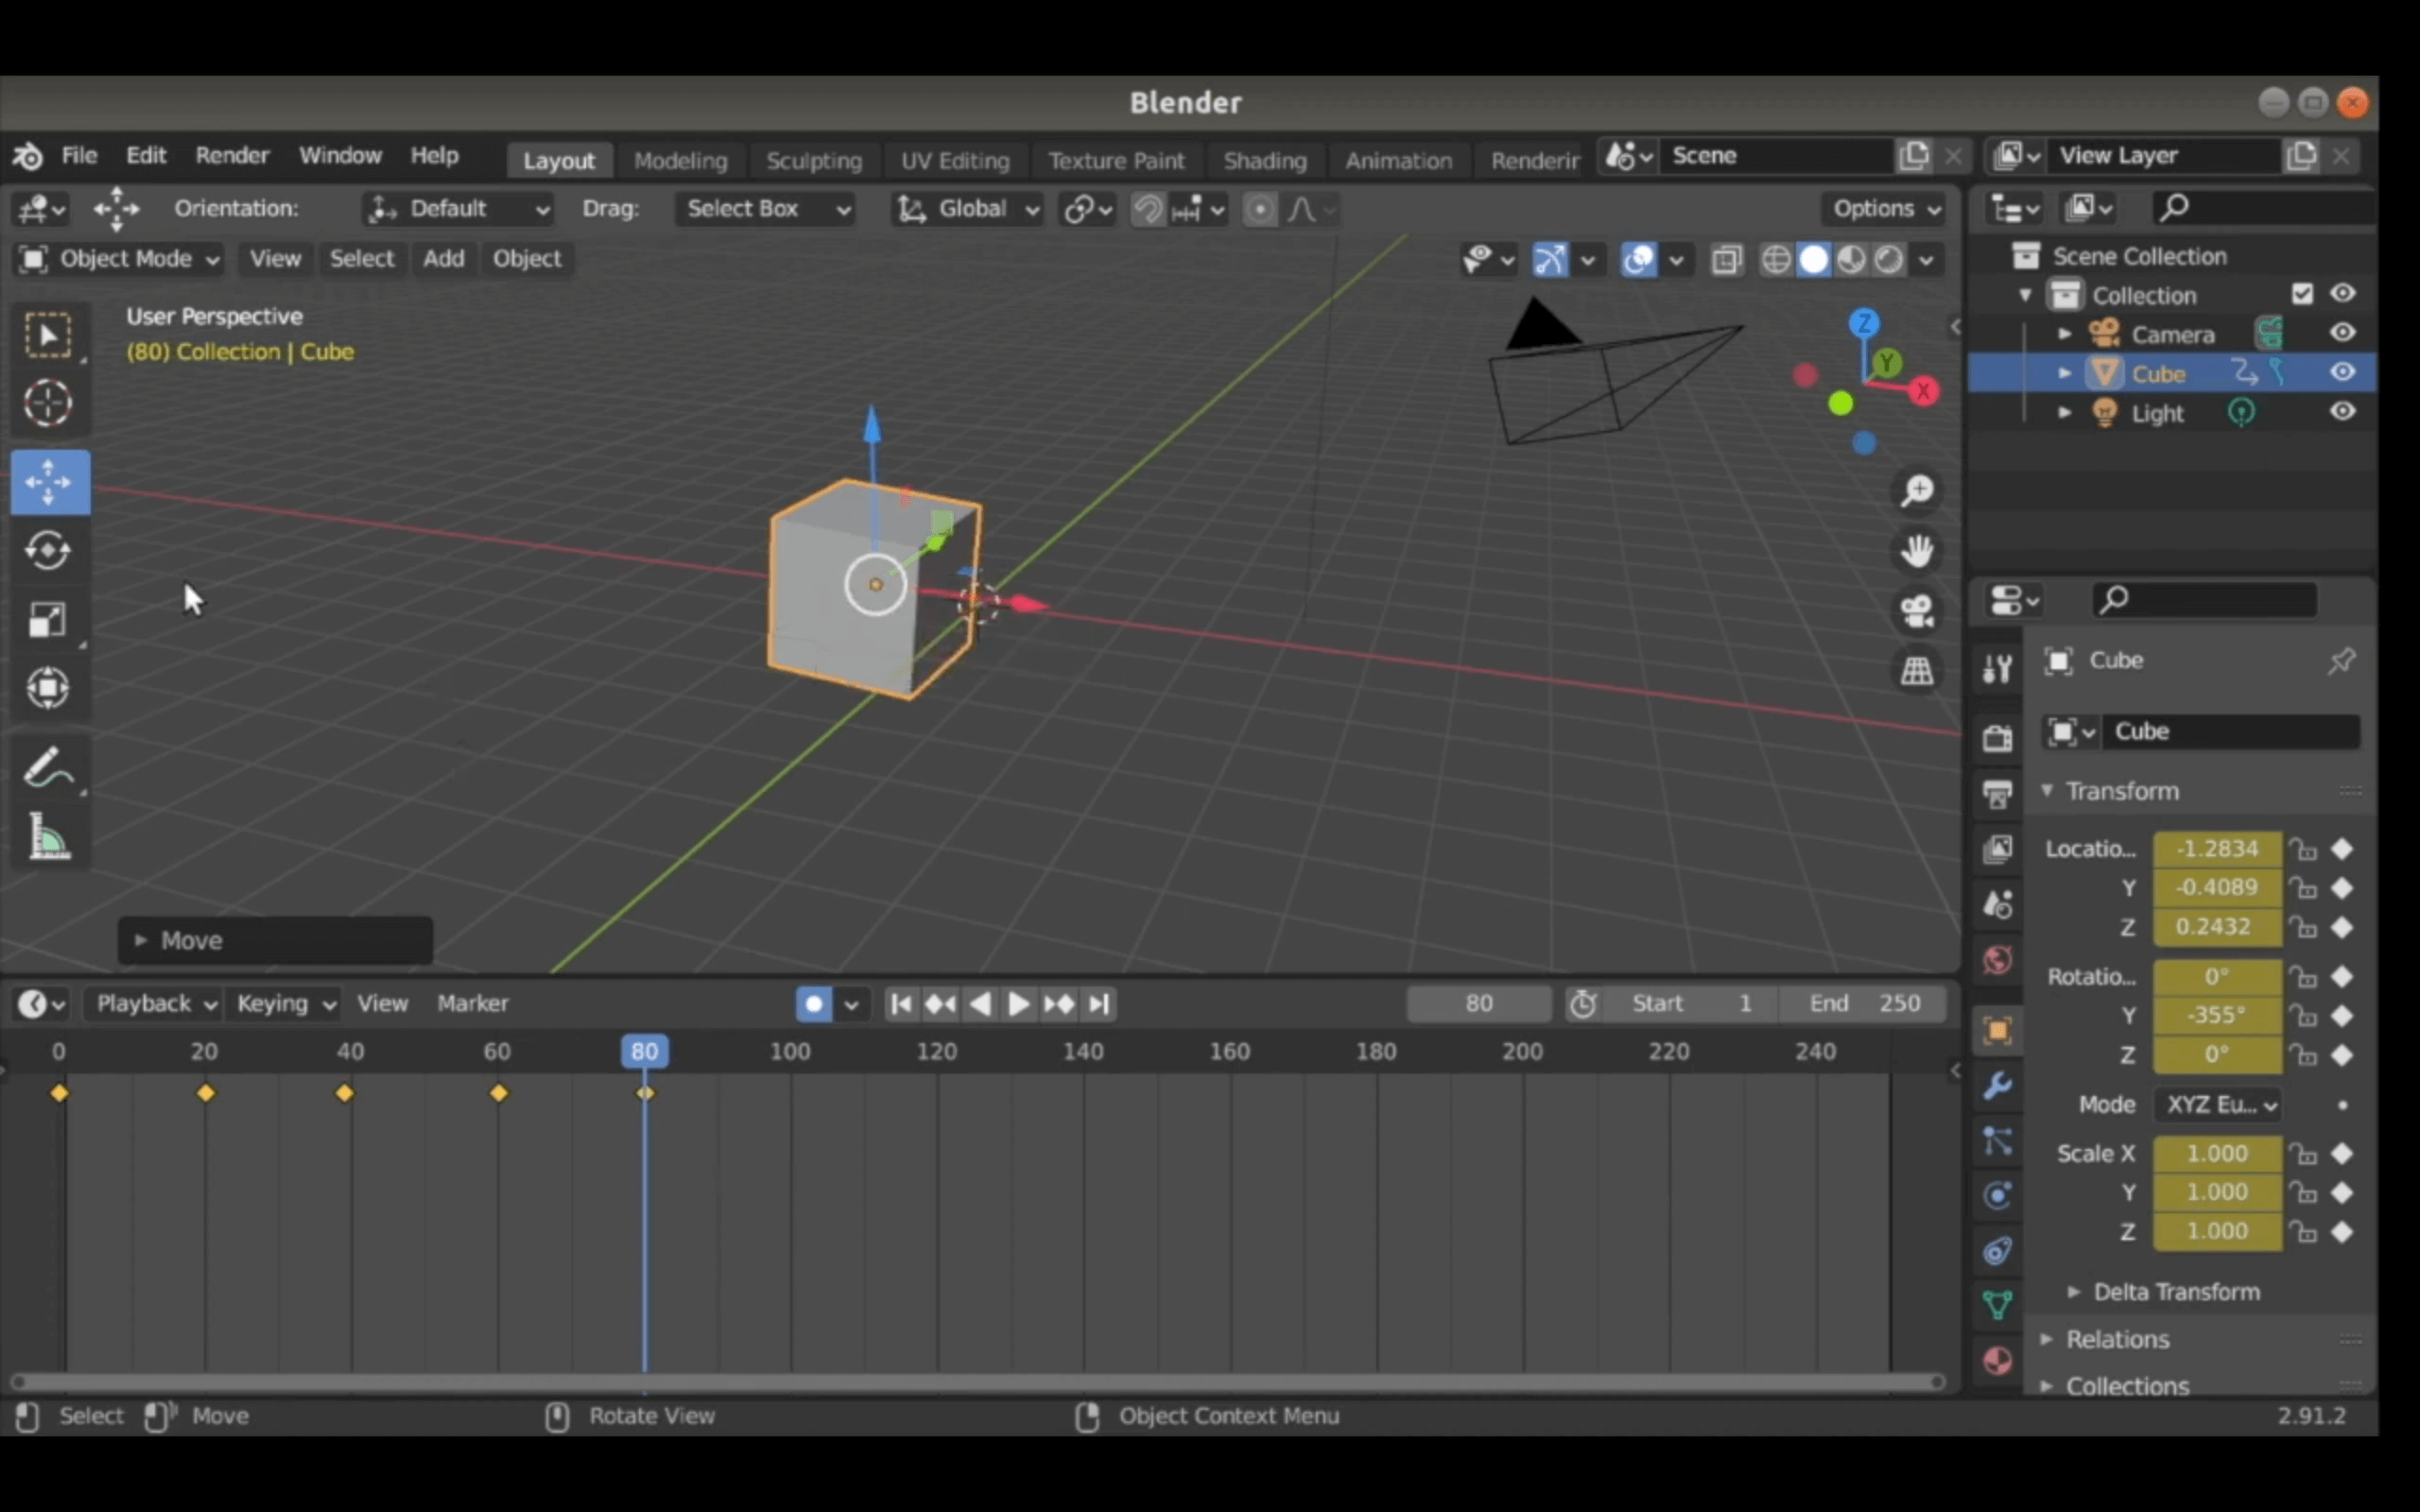 Blender
File Edit Render Window Help Layout Modeling Sculpting UV Editing Texture Paint Shading Animation Renderir Scene View Layer
Orientation: Default Drag: Select Box Global Options
Object Mode View Select Add Object
User Perspective
(80) Collection | Cube
Z
Y
X
Scene Collection
Collection
Camera
Cube
Light
Cube
Cube
Transform
Locatio... -1.2834
Y -0.4089
Z 0.2432
Rotatio... 0°
Y -355°
Z 0°
Mode XYZ Eu...
Scale X 1.000
Y 1.000
Z 1.000
Delta Transform
Relations
Collections
Move
Playback Keying View Marker 80 Start 1 End 250
0 20 40 60 80 100 120 140 160 180 200 220 240
Select Move Rotate View Object Context Menu 2.91.2